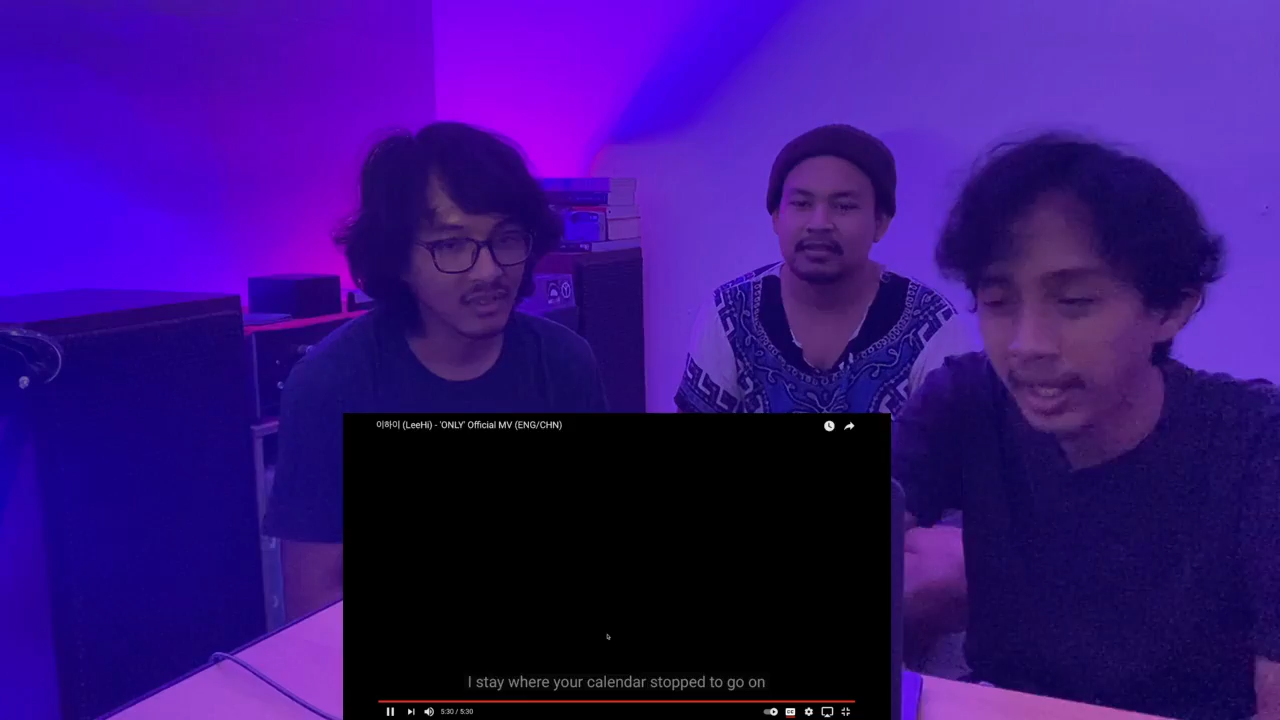 이하이 (LeeHi) - 'ONLY' Official MV (ENG/CHN)
I stay where your calendar stopped to go on
5:30 / 5:30